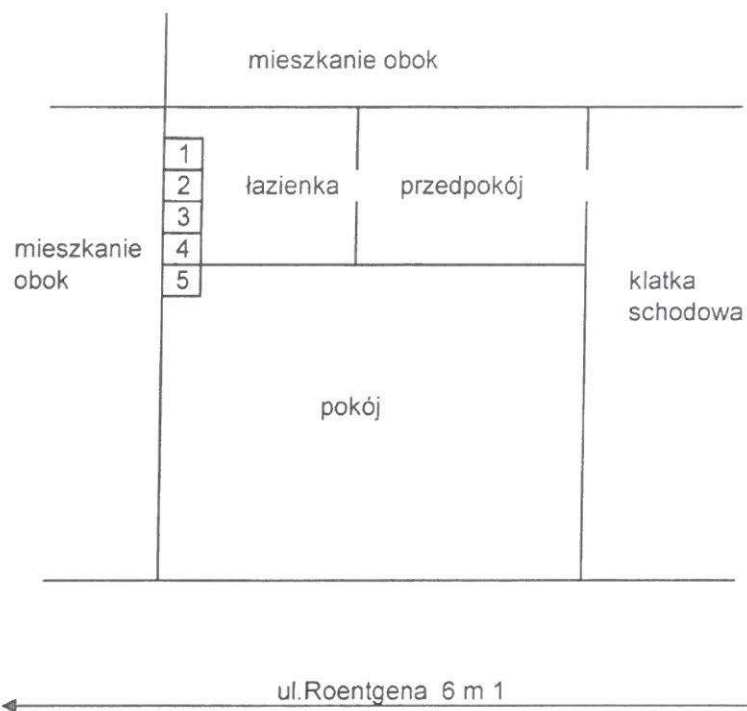 mieszkanie obok
1
2
łazienka
przedpokój
3
mieszkanie
obok
4
5
klatka
schodowa
pokój
ul.Roentgena 6 m 1